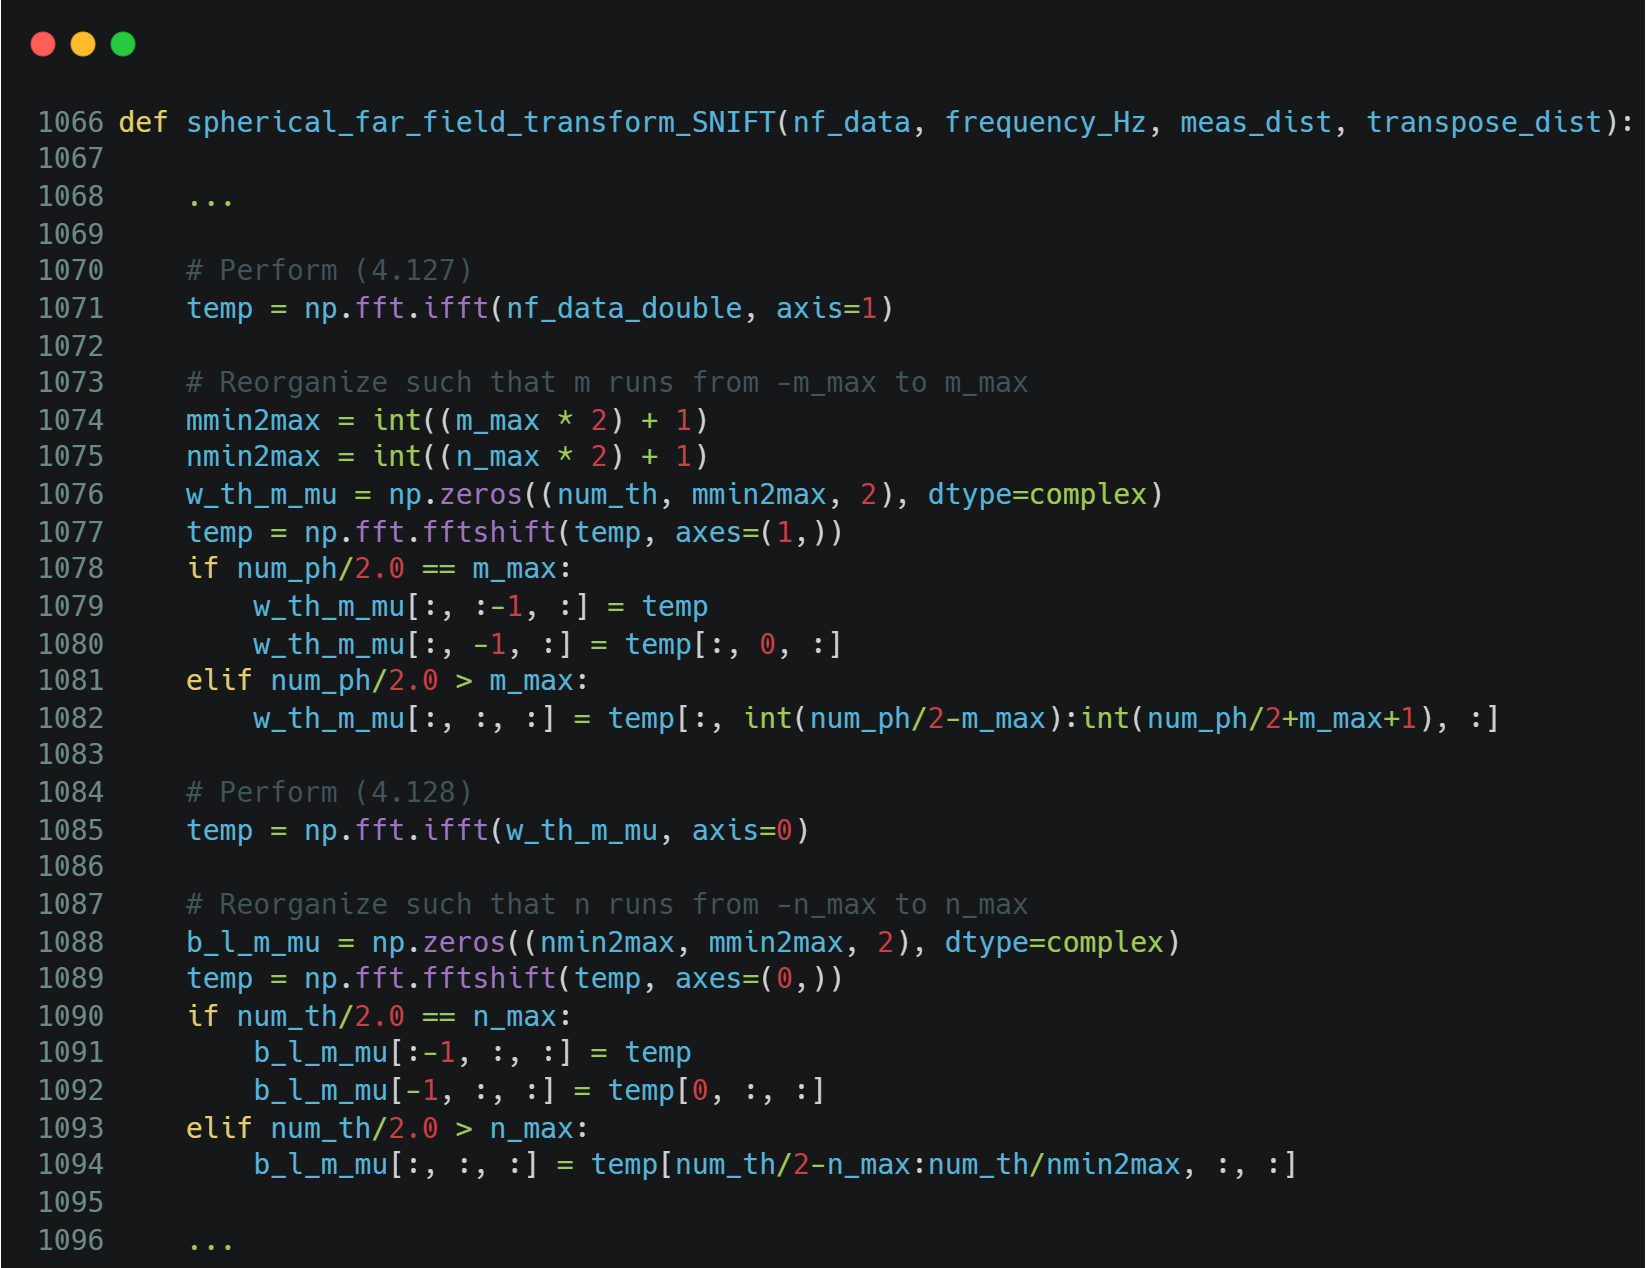 1066 def spherical_far_field_transform_SNIFT(nf_data, frequency_Hz, meas_dist, transpose_dist):
1067
1068     ...
1069
1070     # Perform (4.127)
1071     temp = np.fft.ifft(nf_data_double, axis=1)
1072
1073     # Reorganize such that m runs from -m_max to m_max
1074     mmin2max = int((m_max * 2) + 1)
1075     nmin2max = int((n_max * 2) + 1)
1076     w_th_m_mu = np.zeros((num_th, mmin2max, 2), dtype=complex)
1077     temp = np.fft.fftshift(temp, axes=(1,))
1078     if num_ph/2.0 == m_max:
1079         w_th_m_mu[:, :-1, :] = temp
1080         w_th_m_mu[:, -1, :] = temp[:, 0, :]
1081     elif num_ph/2.0 > m_max:
1082         w_th_m_mu[:, :, :] = temp[:, int(num_ph/2-m_max):int(num_ph/2+m_max+1), :]
1083
1084     # Perform (4.128)
1085     temp = np.fft.ifft(w_th_m_mu, axis=0)
1086
1087     # Reorganize such that n runs from -n_max to n_max
1088     b_l_m_mu = np.zeros((nmin2max, mmin2max, 2), dtype=complex)
1089     temp = np.fft.fftshift(temp, axes=(0,))
1090     if num_th/2.0 == n_max:
1091         b_l_m_mu[:-1, :, :] = temp
1092         b_l_m_mu[-1, :, :] = temp[0, :, :]
1093     elif num_th/2.0 > n_max:
1094         b_l_m_mu[:, :, :] = temp[num_th/2-n_max:num_th/nmin2max, :, :]
1095
1096     ...